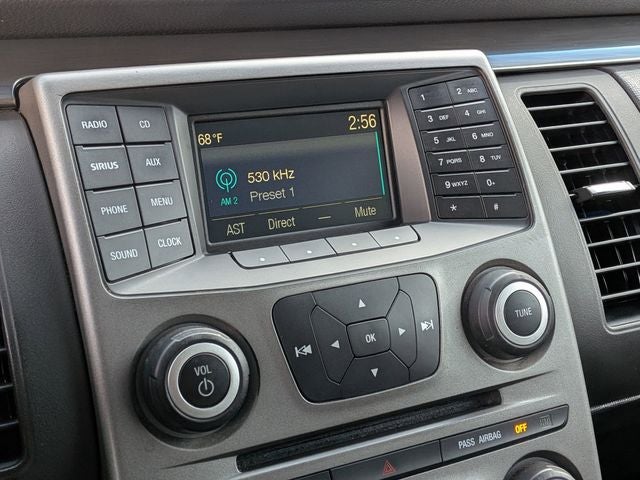 RADIO CD
SIRIUS AUX
PHONE MENU
SOUND CLOCK
68°F 2:56
AM 2 530 kHz
Preset 1
AST Direct — Mute
1 2 ABC
3 DEF 4 GHI
5 JKL 6 MNO
7 PQRS 8 TUV
9 WXYZ 0 +
* #
VOL
OK
TUNE
PASS AIRBAG OFF